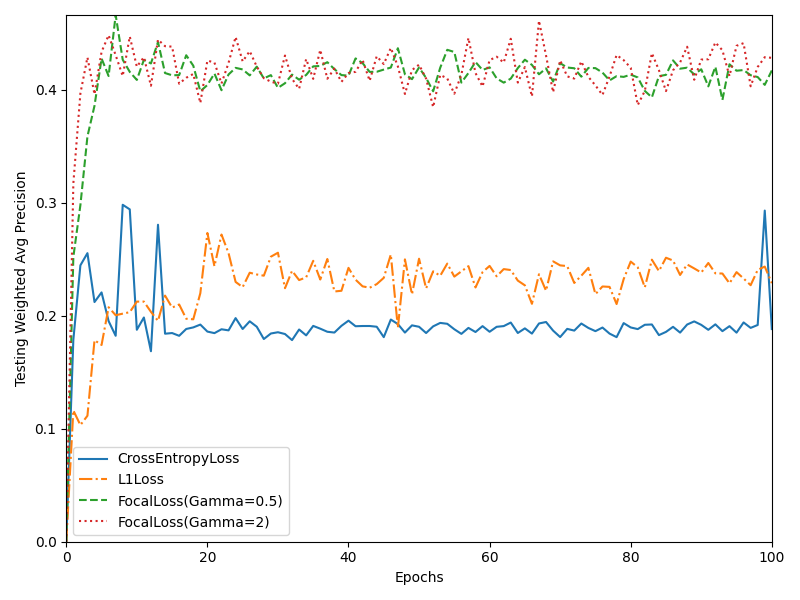 Testing Weighted Avg Precision
0.4
0.3
0.2
0.1
0.0
CrossEntropyLoss
L1Loss
FocalLoss(Gamma=0.5)
FocalLoss(Gamma=2)
0 20 40 60 80 100
Epochs